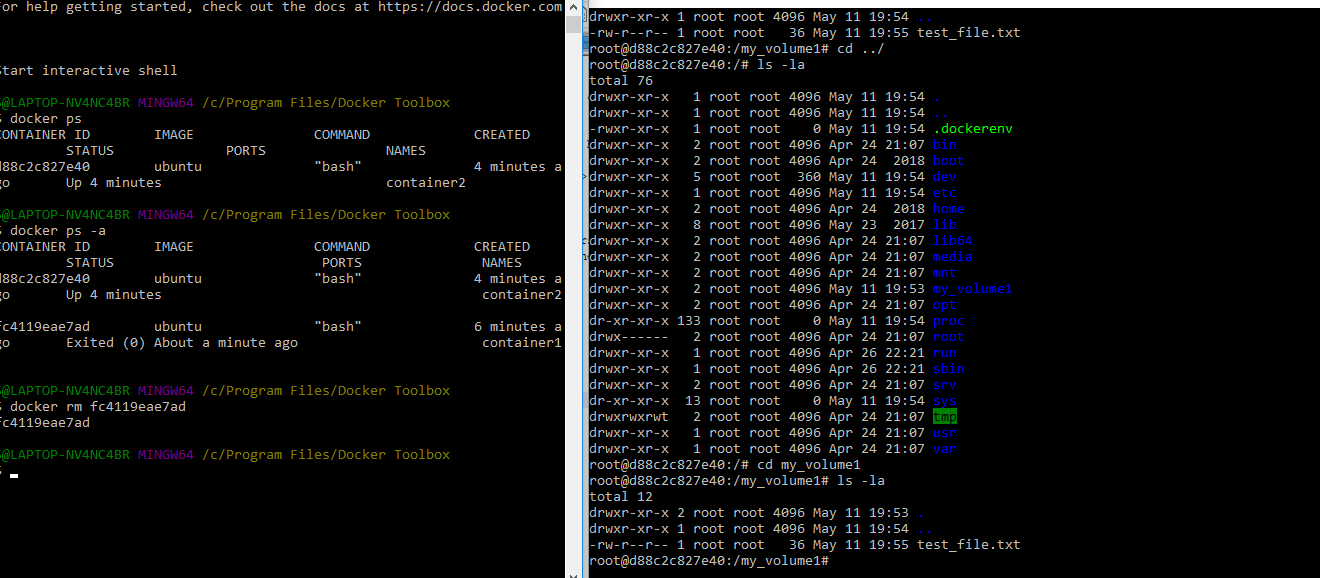 or help getting started, check out the docs at https://docs.docker.com
Start interactive shell
@LAPTOP-NV4NC4BR MINGW64 /c/Program Files/Docker Toolbox
$ docker ps
CONTAINER ID        IMAGE               COMMAND             CREATED
         STATUS              PORTS               NAMES
d88c2c827e40        ubuntu              "bash"              4 minutes a
go       Up 4 minutes                            container2
@LAPTOP-NV4NC4BR MINGW64 /c/Program Files/Docker Toolbox
$ docker ps -a
CONTAINER ID        IMAGE               COMMAND             CREATED
         STATUS                          PORTS               NAMES
d88c2c827e40        ubuntu              "bash"              4 minutes a
go       Up 4 minutes                                        container2
fc4119eae7ad        ubuntu              "bash"              6 minutes a
go       Exited (0) About a minute ago                       container1
@LAPTOP-NV4NC4BR MINGW64 /c/Program Files/Docker Toolbox
$ docker rm fc4119eae7ad
fc4119eae7ad
@LAPTOP-NV4NC4BR MINGW64 /c/Program Files/Docker Toolbox
$
drwxr-xr-x 1 root root 4096 May 11 19:54 ..
-rw-r--r-- 1 root root   36 May 11 19:55 test_file.txt
root@d88c2c827e40:/my_volume1# cd ../
root@d88c2c827e40:/# ls -la
total 76
drwxr-xr-x   1 root root 4096 May 11 19:54 .
drwxr-xr-x   1 root root 4096 May 11 19:54 ..
-rwxr-xr-x   1 root root    0 May 11 19:54 .dockerenv
drwxr-xr-x   2 root root 4096 Apr 24 21:07 bin
drwxr-xr-x   2 root root 4096 Apr 24  2018 boot
drwxr-xr-x   5 root root  360 May 11 19:54 dev
drwxr-xr-x   1 root root 4096 May 11 19:54 etc
drwxr-xr-x   2 root root 4096 Apr 24  2018 home
drwxr-xr-x   8 root root 4096 May 23  2017 lib
drwxr-xr-x   2 root root 4096 Apr 24 21:07 lib64
drwxr-xr-x   2 root root 4096 Apr 24 21:07 media
drwxr-xr-x   2 root root 4096 Apr 24 21:07 mnt
drwxr-xr-x   2 root root 4096 May 11 19:53 my_volume1
drwxr-xr-x   2 root root 4096 Apr 24 21:07 opt
dr-xr-xr-x 133 root root    0 May 11 19:54 proc
drwx------   2 root root 4096 Apr 24 21:07 root
drwxr-xr-x   1 root root 4096 Apr 26 22:21 run
drwxr-xr-x   1 root root 4096 Apr 26 22:21 sbin
drwxr-xr-x   2 root root 4096 Apr 24 21:07 srv
dr-xr-xr-x  13 root root    0 May 11 19:54 sys
drwxrwxrwt   2 root root 4096 Apr 24 21:07 tmp
drwxr-xr-x   1 root root 4096 Apr 24 21:07 usr
drwxr-xr-x   1 root root 4096 Apr 24 21:07 var
root@d88c2c827e40:/# cd my_volume1
root@d88c2c827e40:/my_volume1# ls -la
total 12
drwxr-xr-x 2 root root 4096 May 11 19:53 .
drwxr-xr-x 1 root root 4096 May 11 19:54 ..
-rw-r--r-- 1 root root   36 May 11 19:55 test_file.txt
root@d88c2c827e40:/my_volume1#